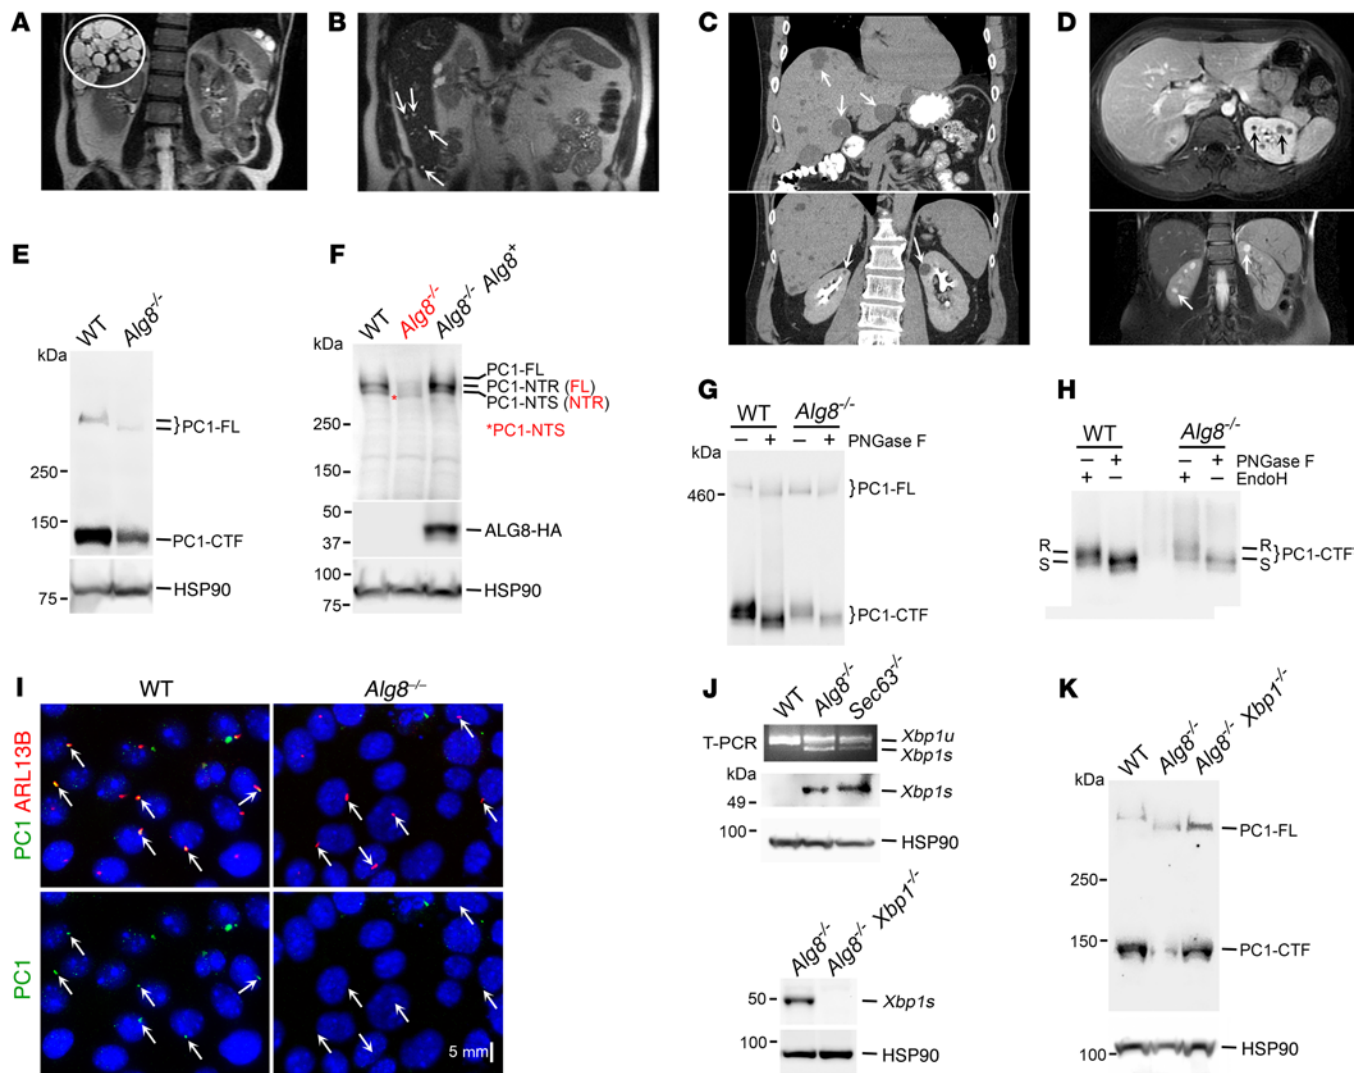 A
B
C
D
E
WT
Alg8-/-
kDa
PC1-FL
250
150
PC1-CTF
HSP90
75
F
WT
Alg8-/-
Alg8-/- Alg8+
kDa
PC1-FL
PC1-NTR (FL)
PC1-NTS (NTR)
*
*PC1-NTS
250
150
50
ALG8-HA
37
100
HSP90
75
G
WT
Alg8-/-
– + – +
PNGase F
kDa
460
PC1-FL
PC1-CTF
H
WT
Alg8-/-
– + – +
PNGase F
+ – + –
EndoH
R
S
R
S
PC1-CTF
I
WT
Alg8-/-
PC1 ARL13B
PC1
5 mm
J
WT
Alg8-/-
Sec63-/-
T-PCR
Xbp1u
Xbp1s
kDa
49
Xbp1s
100
HSP90
Alg8-/-
Alg8-/- Xbp1-/-
50
Xbp1s
100
HSP90
K
WT
Alg8-/-
Alg8-/- Xbp1-/-
kDa
PC1-FL
250
150
PC1-CTF
100
HSP90